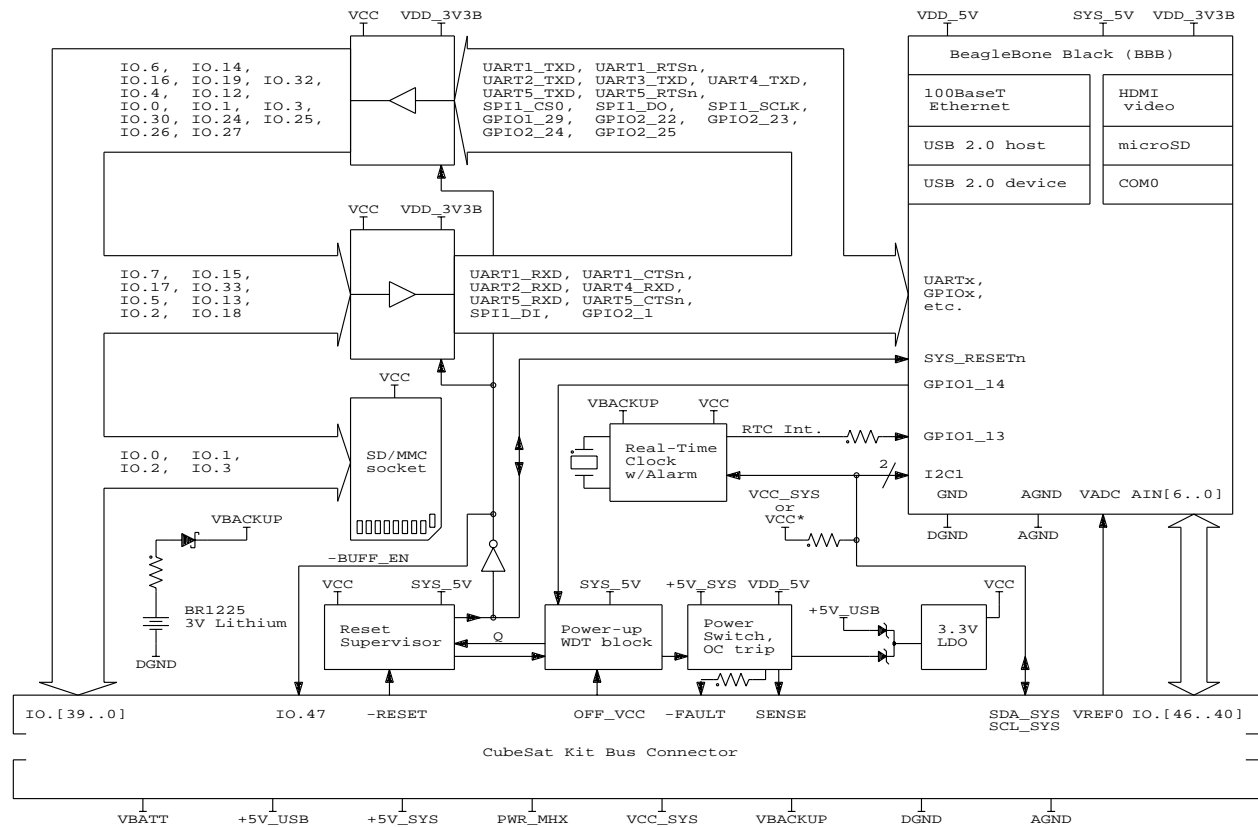 VCC VDD_3V3B VDD_5V SYS_5V VDD_3V3B
IO.6, IO.14,
IO.16, IO.19, IO.32,
IO.4, IO.12,
IO.0, IO.1, IO.3,
IO.30, IO.24, IO.25,
IO.26, IO.27
UART1_TXD, UART1_RTSn,
UART2_TXD, UART3_TXD, UART4_TXD,
UART5_TXD, UART5_RTSn,
SPI1_CS0, SPI1_DO, SPI1_SCLK,
GPIO1_29, GPIO2_22, GPIO2_23,
GPIO2_24, GPIO2_25
BeagleBone Black (BBB)
100BaseT
Ethernet
HDMI
video
USB 2.0 host
microSD
USB 2.0 device
COM0
VCC VDD_3V3B
IO.7, IO.15,
IO.17, IO.33,
IO.5, IO.13,
IO.2, IO.18
UART1_RXD, UART1_CTSn,
UART2_RXD, UART4_RXD,
UART5_RXD, UART5_CTSn,
SPI1_DI, GPIO2_1
UARTx,
GPIOx,
etc.
SYS_RESETn
GPIO1_14
GPIO1_13
I2C1
GND AGND VADC AIN[6..0]
DGND AGND
VCC
SD/MMC
socket
IO.0, IO.1,
IO.2, IO.3
VBACKUP VCC
Real-Time
Clock
w/Alarm
RTC Int.
2
VCC_SYS
or
VCC*
VBACKUP
BR1225
3V Lithium
DGND
-BUFF_EN
VCC SYS_5V
Reset
Supervisor
Q
SYS_5V
Power-up
WDT block
+5V_SYS VDD_5V
Power
Switch,
OC trip
+5V_USB
VCC
3.3V
LDO
IO.[39..0] IO.47 -RESET OFF_VCC -FAULT SENSE SDA_SYS VREF0 IO.[46..40]
SCL_SYS
CubeSat Kit Bus Connector
VBATT +5V_USB +5V_SYS PWR_MHX VCC_SYS VBACKUP DGND AGND